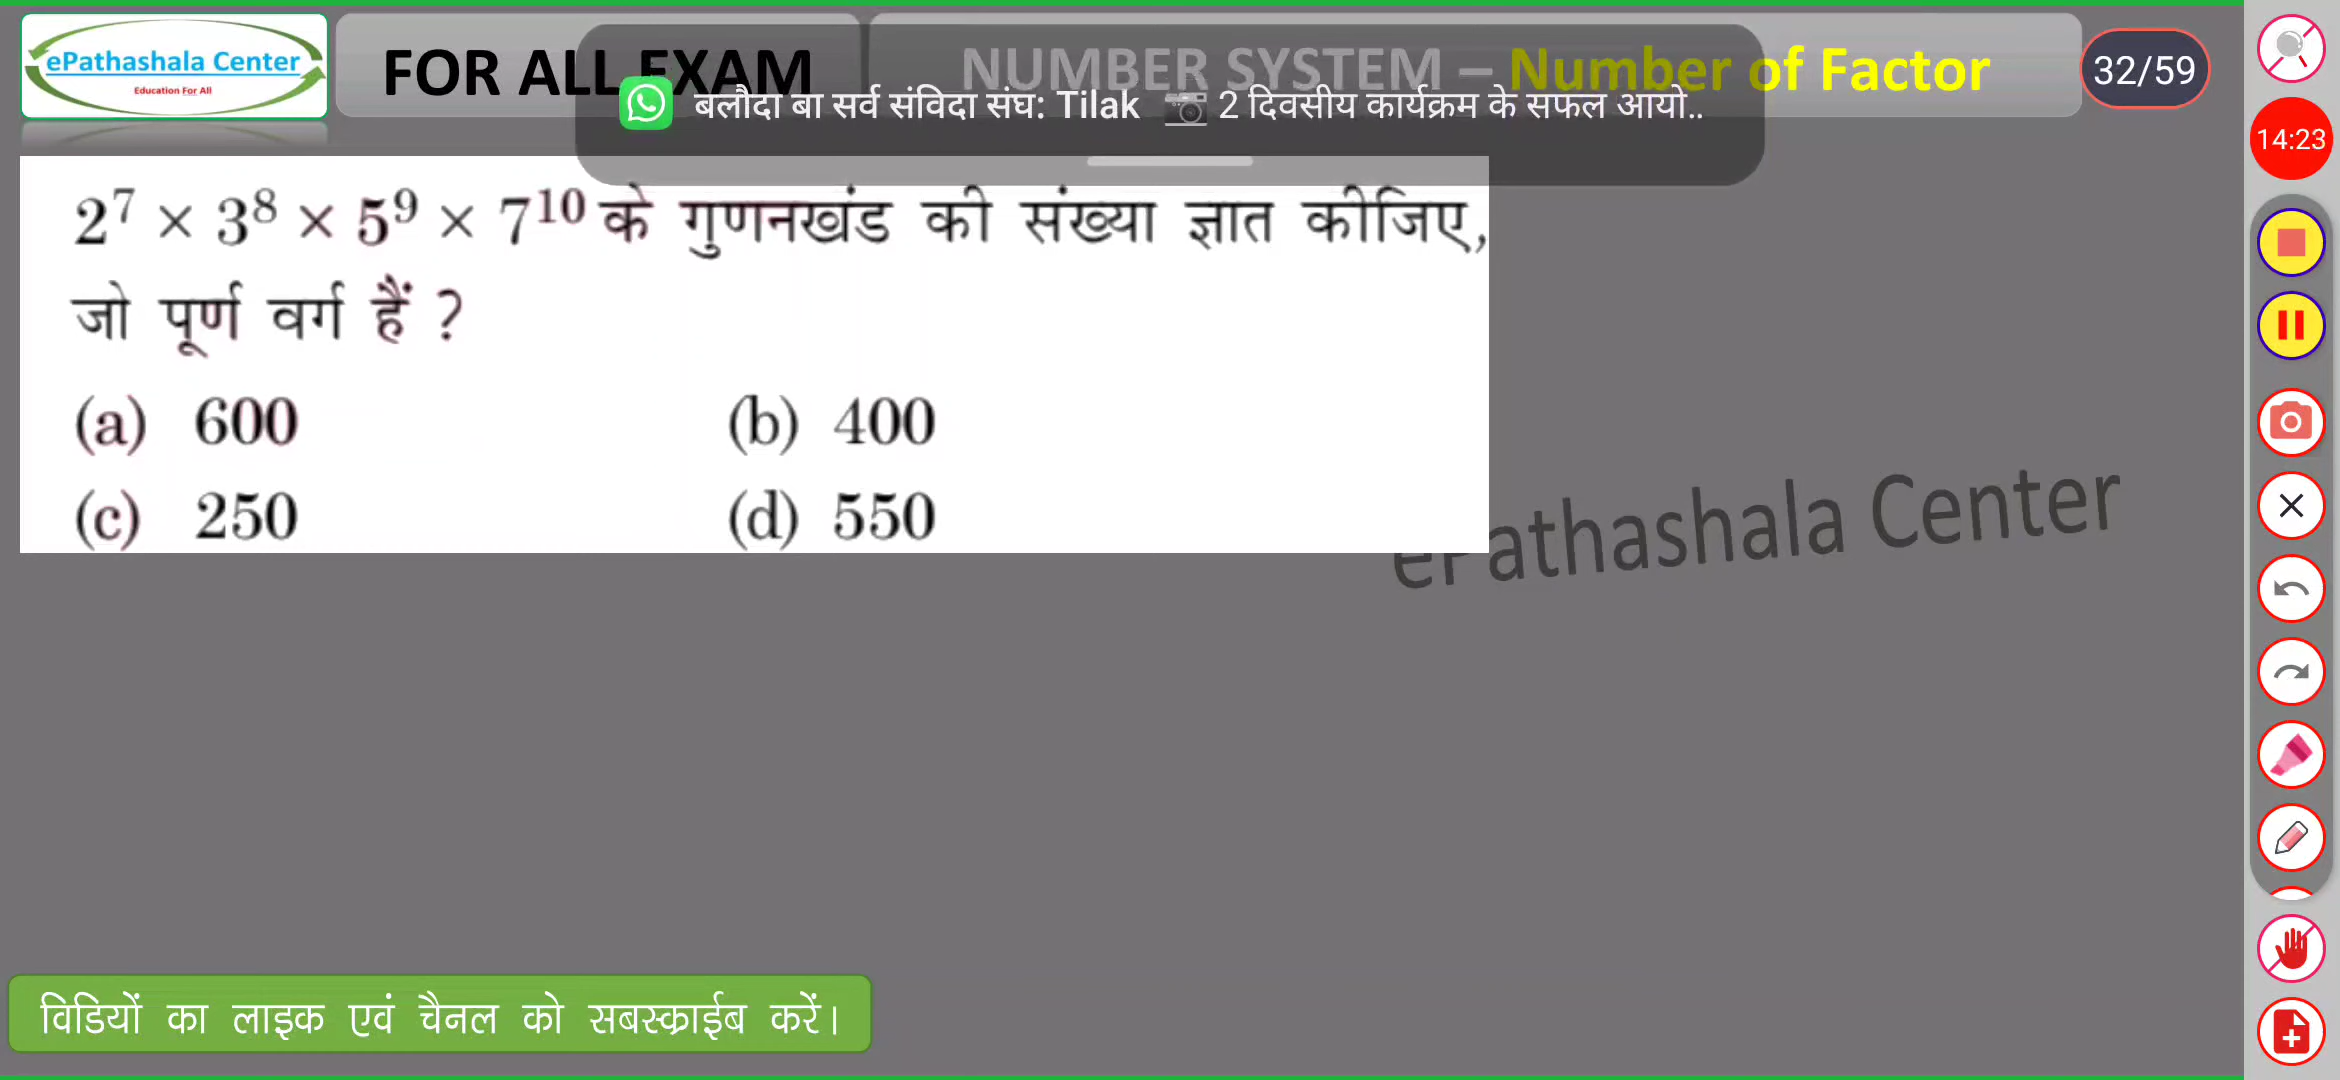 ePathashala Center
Education For All
FOR ALL EXAM
NUMBER SYSTEM – Number of Factor
32/59
बलौदा बा सर्व संविदा संघ: Tilak 📷 2 दिवसीय कार्यक्रम के सफल आयो..
14:23
2⁷ × 3⁸ × 5⁹ × 7¹⁰ के गुणनखंड की संख्या ज्ञात कीजिए,
जो पूर्ण वर्ग हैं ?
(a) 600 (b) 400
(c) 250 (d) 550
ePathashala Center
विडियों का लाइक एवं चैनल को सबस्क्राईब करें।